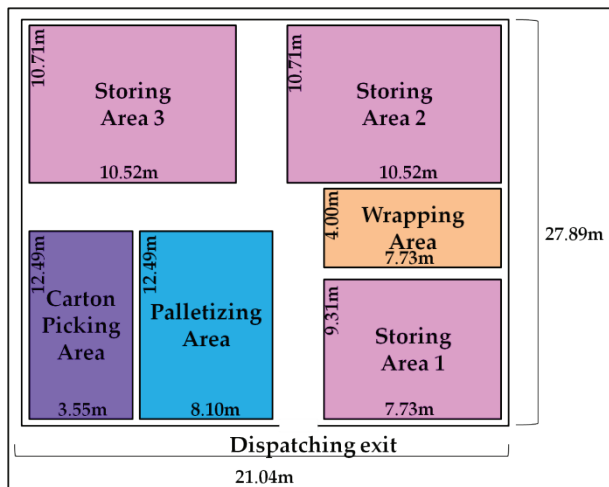 10.71m
Storing
Area 3
10.52m
10.71m
Storing
Area 2
10.52m
4.00m
Wrapping
Area
7.73m
27.89m
12.49m
Carton
Picking
Area
3.55m
12.49m
Palletizing
Area
8.10m
9.31m
Storing
Area 1
7.73m
Dispatching exit
21.04m